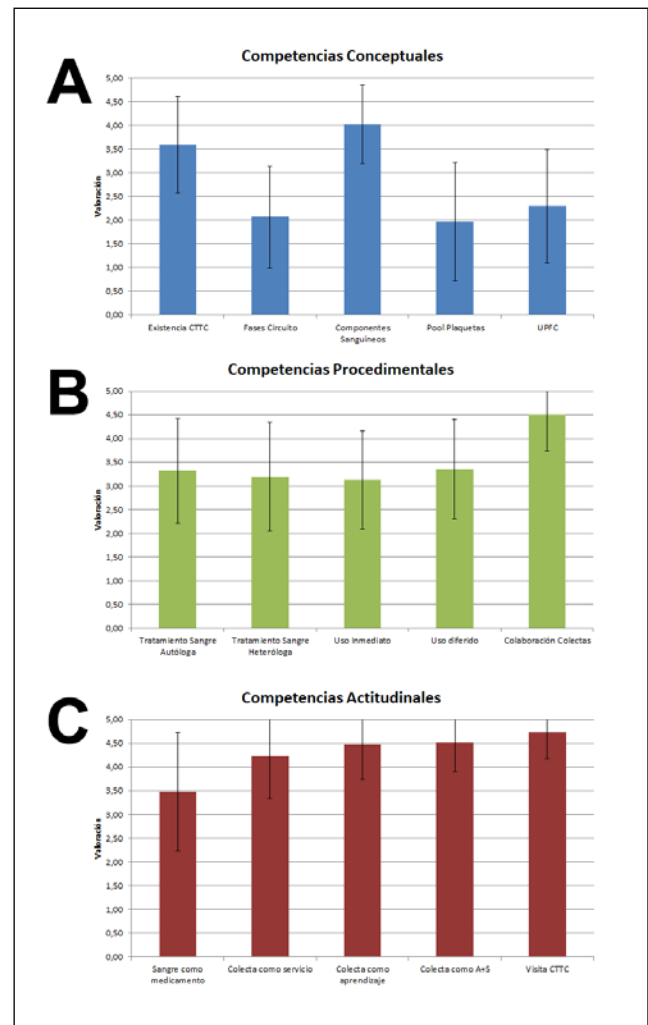 A
Competencias Conceptuales
Valoración
5,00
4,50
4,00
3,50
3,00
2,50
2,00
1,50
1,00
0,50
0,00
Existencia CTTC
Fases Circuito
Componentes
Sanguíneos
Pool Plaquetas
UPFC
B
Competencias Procedimentales
Valoración
5,00
4,50
4,00
3,50
3,00
2,50
2,00
1,50
1,00
0,50
0,00
Tratamiento Sangre
Autóloga
Tratamiento Sangre
Heteróloga
Uso Inmediato
Uso diferido
Colaboración Colectas
C
Competencias Actitudinales
Valoración
5,00
4,50
4,00
3,50
3,00
2,50
2,00
1,50
1,00
0,50
0,00
Sangre como
medicamento
Colecta como servicio
Colecta como
aprendizaje
Colecta como A+S
Visita CTTC